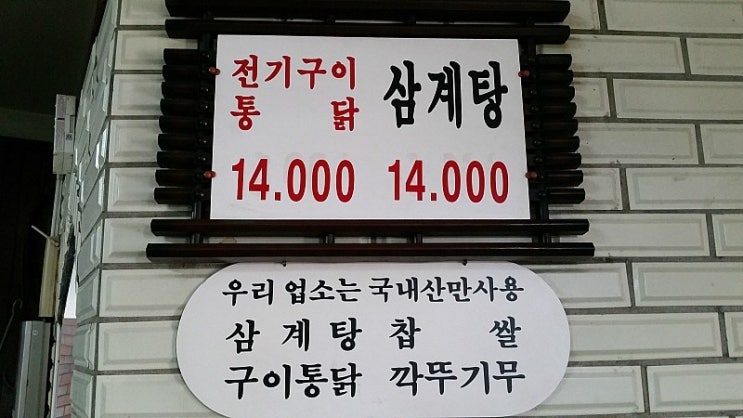 전기구이 삼계탕
통 닭
14.000 14.000
우리 업소는 국내산만사용
삼계탕 찹 쌀
구이통닭 깍뚜기무